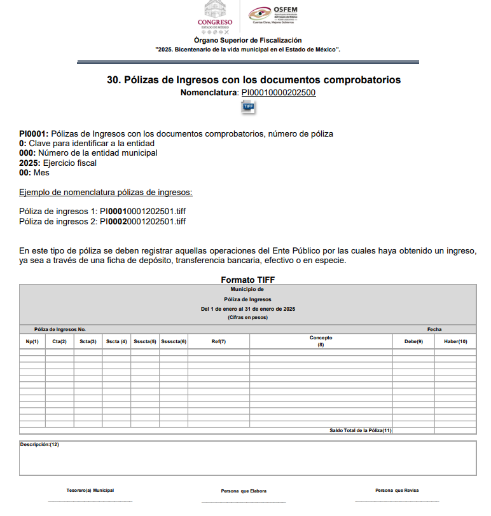 CONGRESO
OSFEM
Órgano Superior de Fiscalización
"2025. Bicentenario de la vida municipal en el Estado de México".
30. Pólizas de Ingresos con los documentos comprobatorios
Nomenclatura: PI00010000202500
PI0001: Pólizas de Ingresos con los documentos comprobatorios, número de póliza
0: Clave para identificar a la entidad
000: Número de la entidad municipal
2025: Ejercicio fiscal
00: Mes
Ejemplo de nomenclatura pólizas de ingresos:
Póliza de ingresos 1: PI00010001202501.tiff
Póliza de ingresos 2: PI00020001202501.tiff
En este tipo de póliza se deben registrar aquellas operaciones del Ente Público por las cuales haya obtenido un ingreso,
ya sea a través de una ficha de depósito, transferencia bancaria, efectivo o en especie.
Formato TIFF
Municipio de
Póliza de Ingresos
Del 1 de enero al 31 de enero de 2025
(Cifras en pesos)
Póliza de Ingresos No. Fecha
Np(1) Cta(2) Scta(3) Sscta (4) Ssscta(5) Sssscta(6) Ref(7) Concepto (8) Debe(9) Haber(10)
Saldo Total de la Póliza(11)
Descripción(12)
Tesorero(a) Municipal Persona que Elabora Persona que Revisa